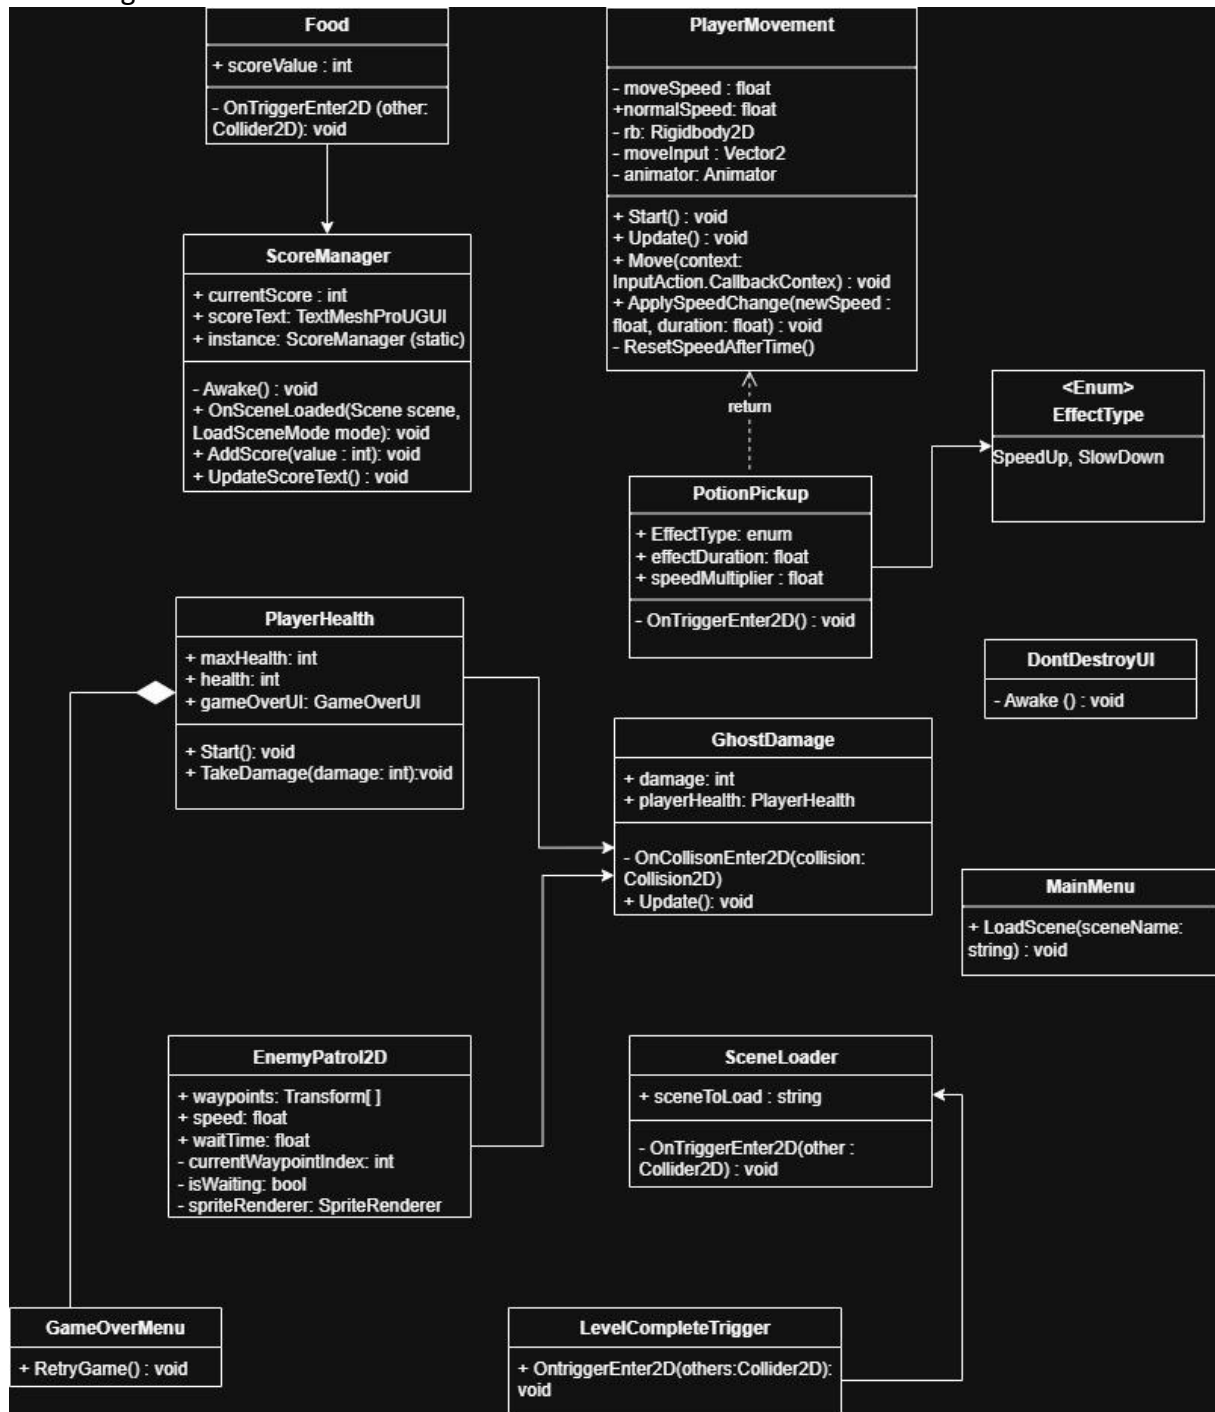 Food
+ scoreValue : int
- OnTriggerEnter2D (other:
Collider2D): void
PlayerMovement
- moveSpeed : float
+normalSpeed: float
- rb: Rigidbody2D
- moveInput : Vector2
- animator: Animator
+ Start() : void
+ Update() : void
+ Move(context:
InputAction.CallbackContex) : void
+ ApplySpeedChange(newSpeed :
float, duration: float) : void
- ResetSpeedAfterTime()
ScoreManager
+ currentScore : int
+ scoreText: TextMeshProUGUI
+ instance: ScoreManager (static)
- Awake() : void
+ OnSceneLoaded(Scene scene,
LoadSceneMode mode): void
+ AddScore(value : int): void
+ UpdateScoreText() : void
return
<Enum>
EffectType
SpeedUp, SlowDown
PotionPickup
+ EffectType: enum
+ effectDuration: float
+ speedMultiplier : float
- OnTriggerEnter2D() : void
PlayerHealth
+ maxHealth: int
+ health: int
+ gameOverUI: GameOverUI
+ Start(): void
+ TakeDamage(damage: int):void
DontDestroyUI
- Awake () : void
GhostDamage
+ damage: int
+ playerHealth: PlayerHealth
- OnCollisonEnter2D(collision:
Collision2D)
+ Update(): void
MainMenu
+ LoadScene(sceneName:
string) : void
EnemyPatrol2D
+ waypoints: Transform[ ]
+ speed: float
+ waitTime: float
- currentWaypointIndex: int
- isWaiting: bool
- spriteRenderer: SpriteRenderer
SceneLoader
+ sceneToLoad : string
- OnTriggerEnter2D(other :
Collider2D) : void
GameOverMenu
+ RetryGame() : void
LevelCompleteTrigger
+ OntriggerEnter2D(others:Collider2D):
void